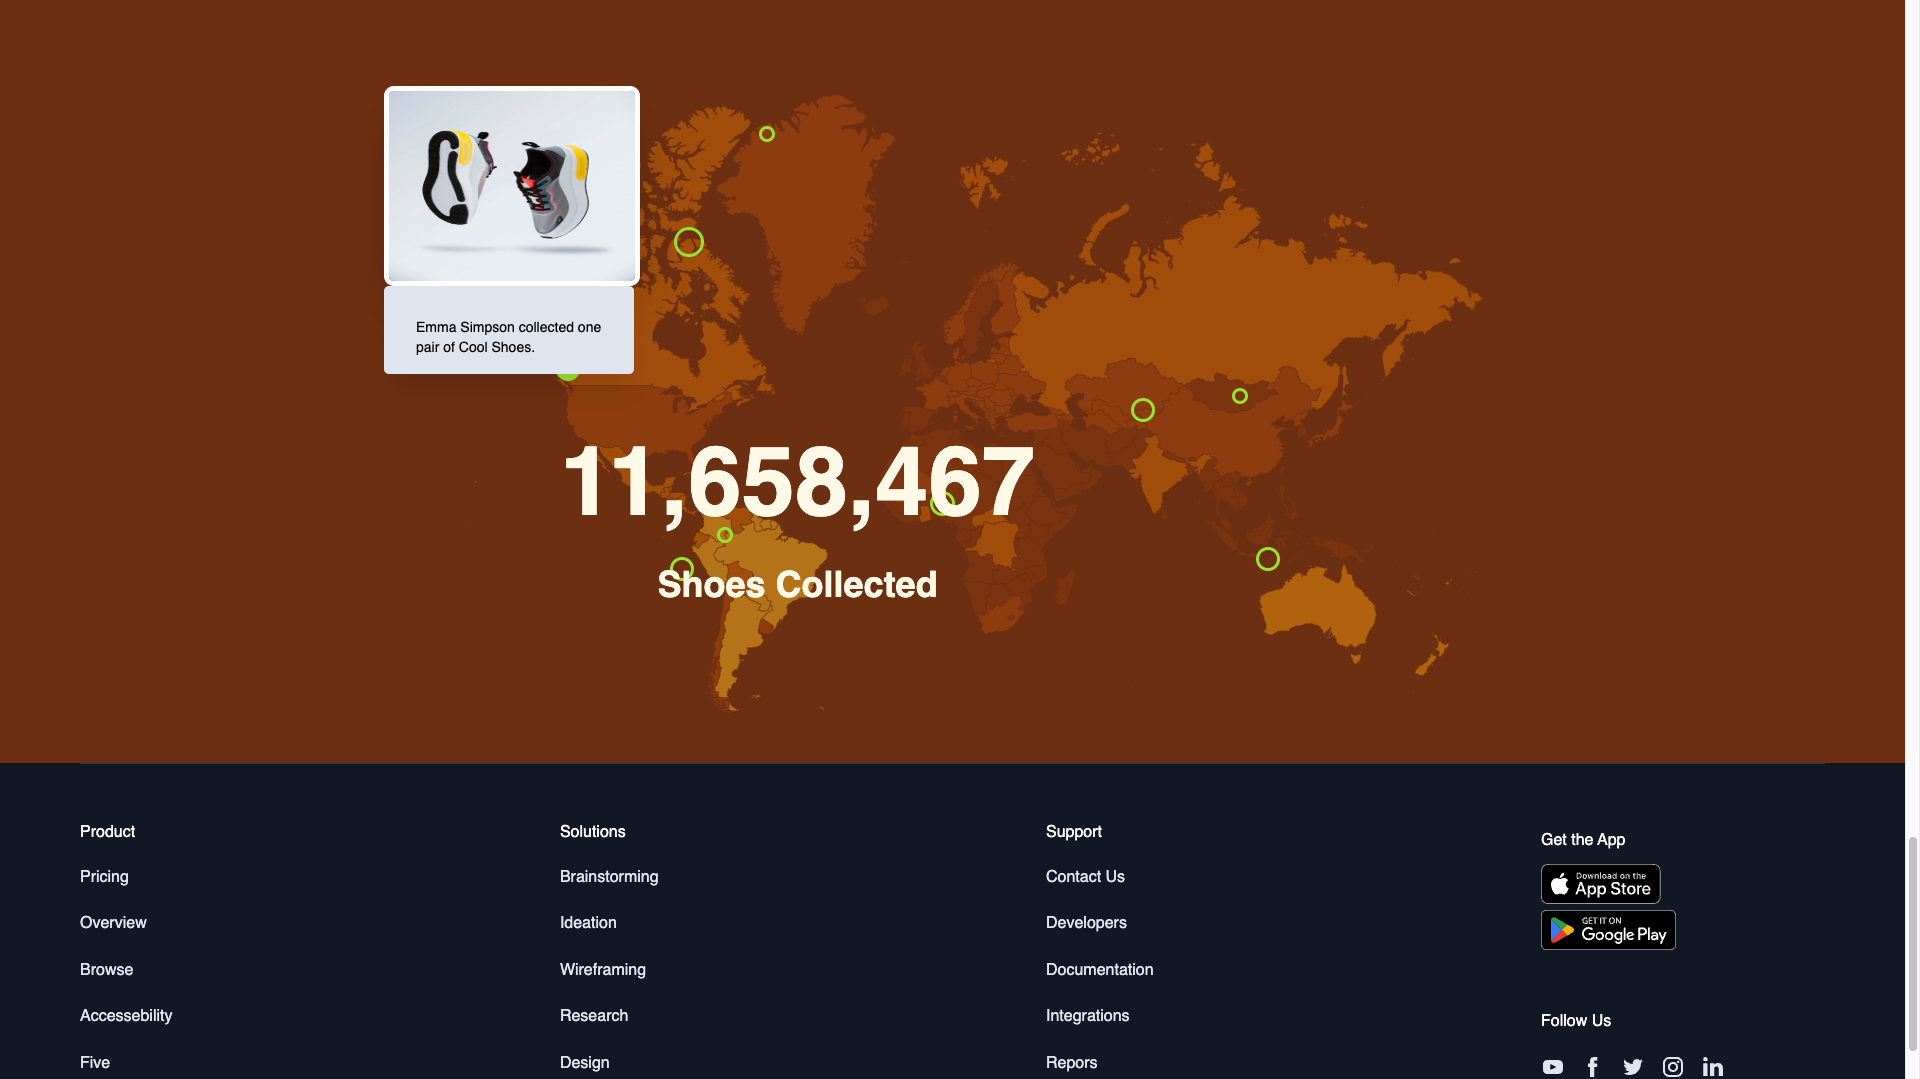 Emma Simpson collected one
pair of Cool Shoes.
11,658,467
Shoes Collected
Product
Pricing
Overview
Browse
Accessebility
Five
Solutions
Brainstorming
Ideation
Wireframing
Research
Design
Support
Contact Us
Developers
Documentation
Integrations
Repors
Get the App
Download on the
App Store
GET IT ON
Google Play
Follow Us